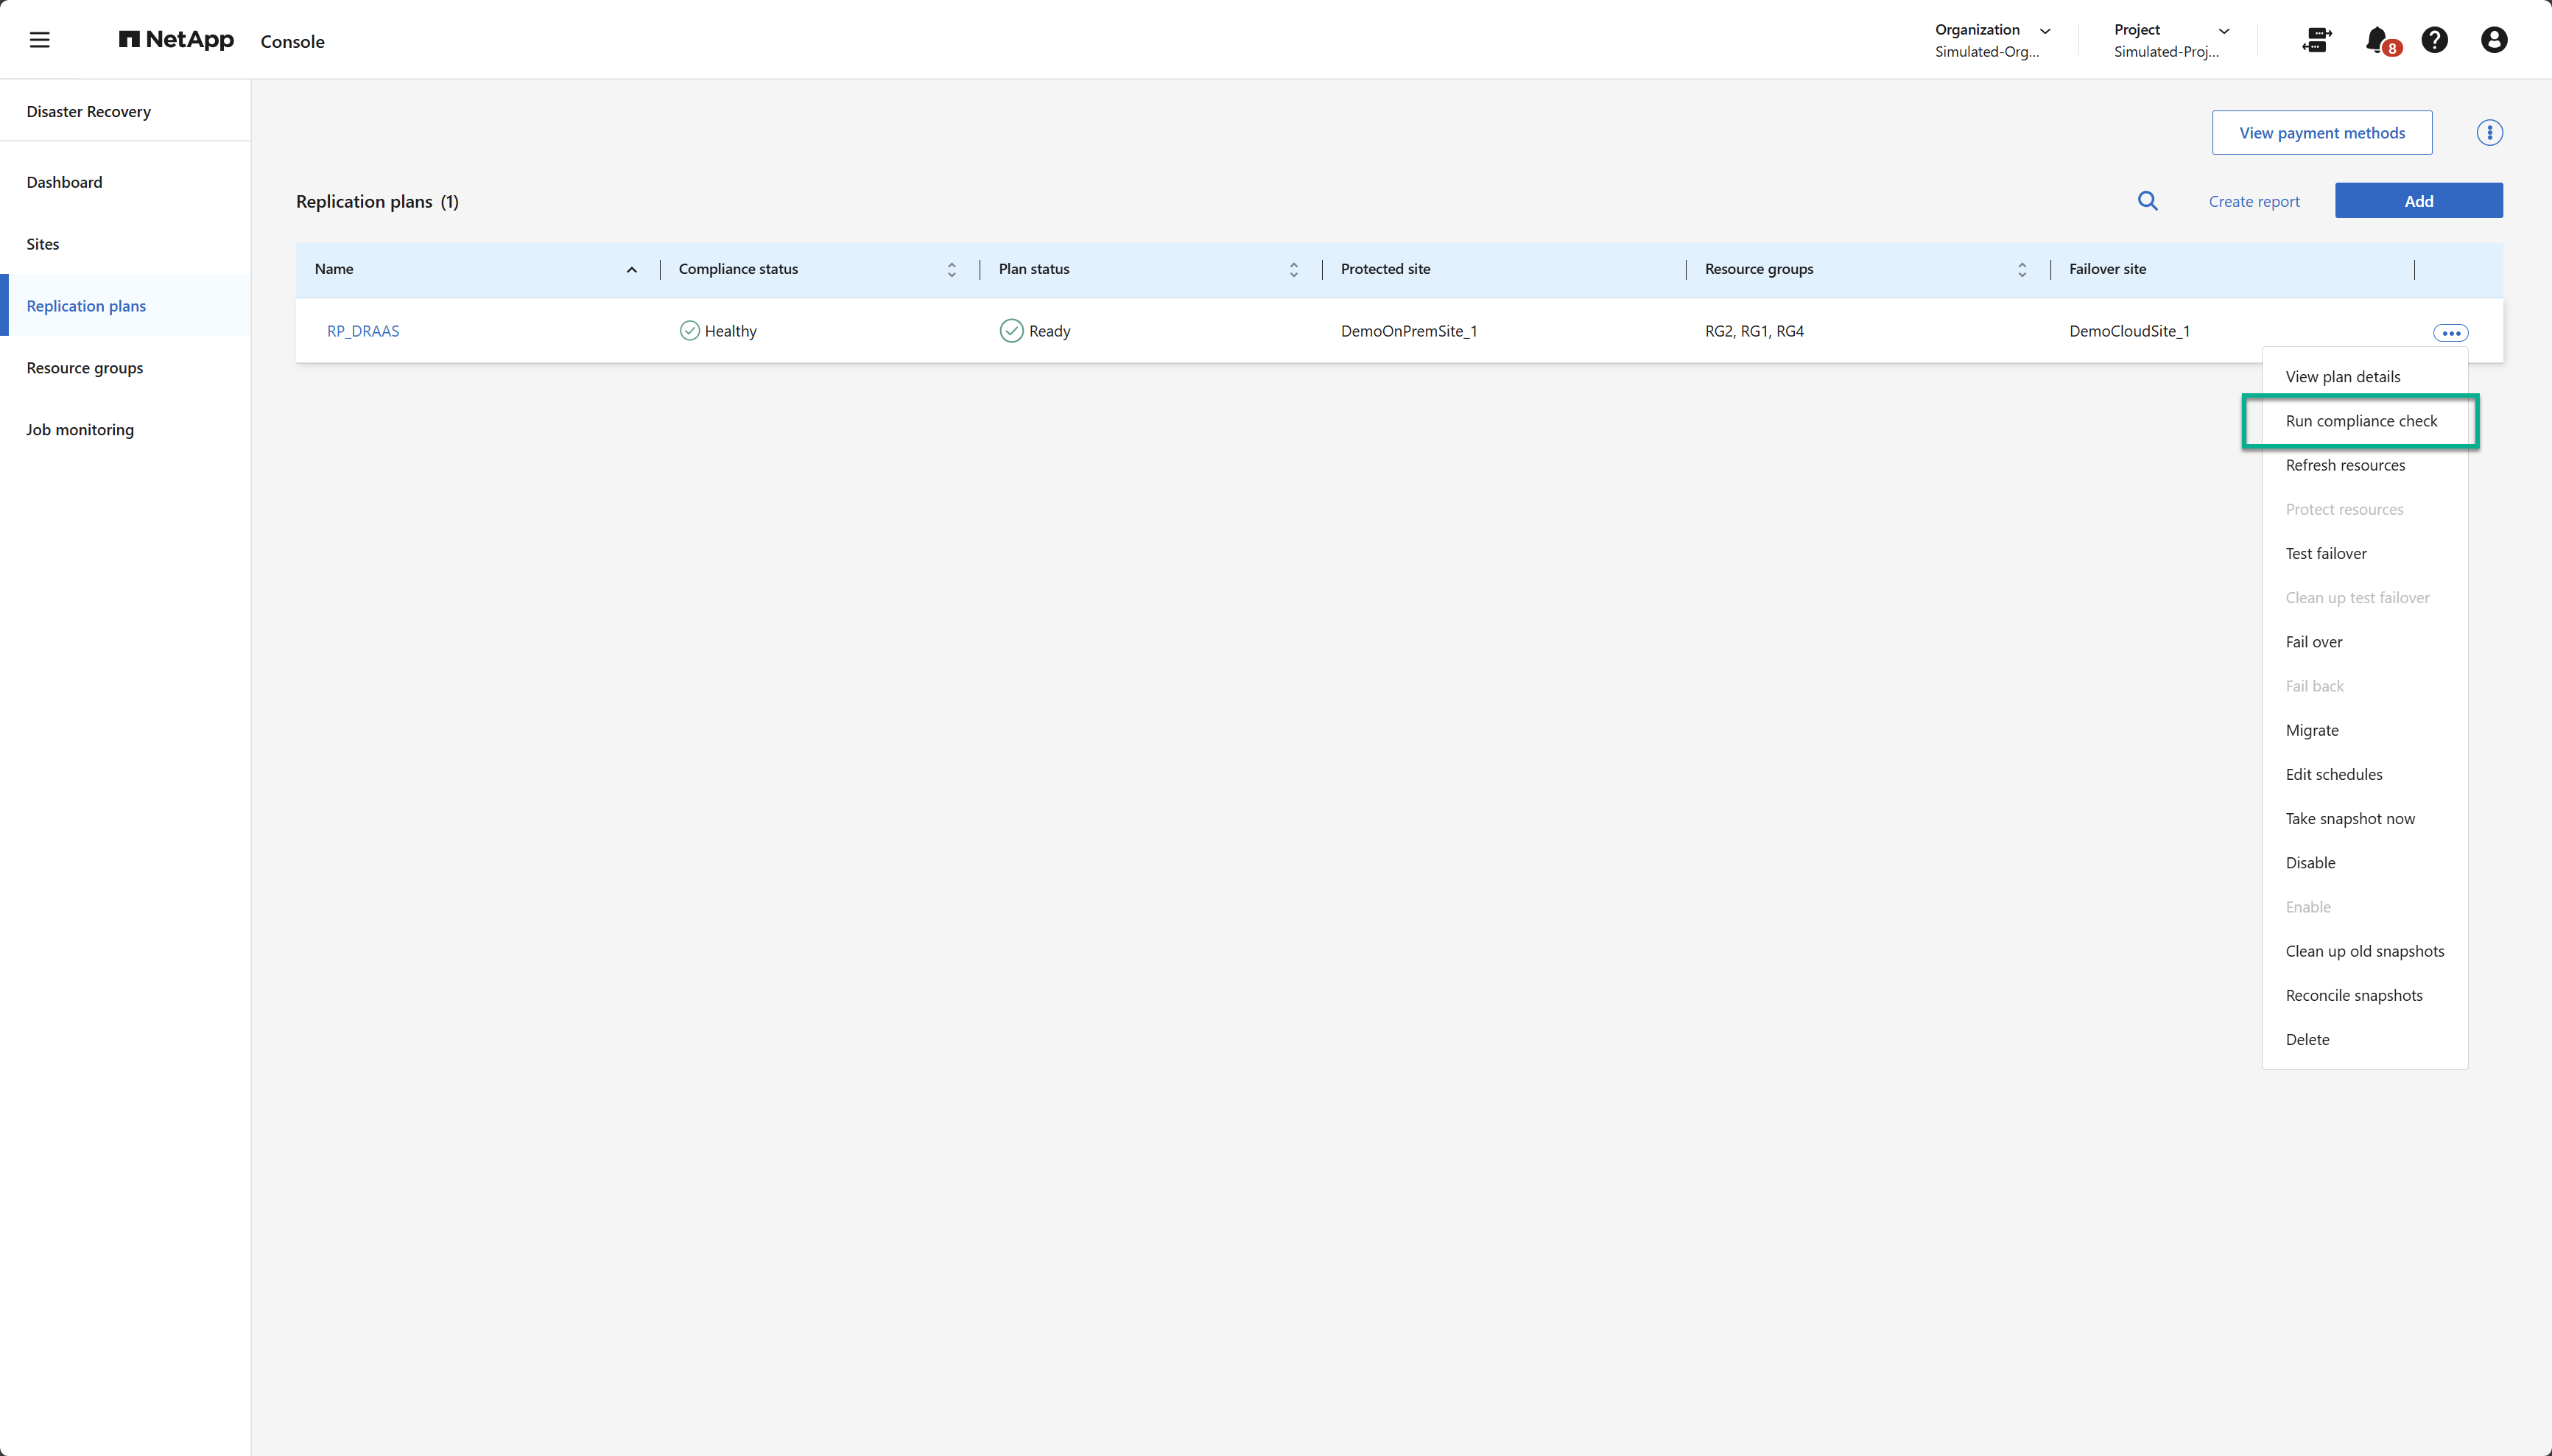 NetApp Console
Organization
Simulated-Org...
Project
Simulated-Proj...
8
?
Disaster Recovery
Dashboard
Sites
Replication plans
Resource groups
Job monitoring
View payment methods
Replication plans (1)
Create report
Add
Name
Compliance status
Plan status
Protected site
Resource groups
Failover site
RP_DRAAS
Healthy
Ready
DemoOnPremSite_1
RG2, RG1, RG4
DemoCloudSite_1
View plan details
Run compliance check
Refresh resources
Protect resources
Test failover
Clean up test failover
Fail over
Fail back
Migrate
Edit schedules
Take snapshot now
Disable
Enable
Clean up old snapshots
Reconcile snapshots
Delete